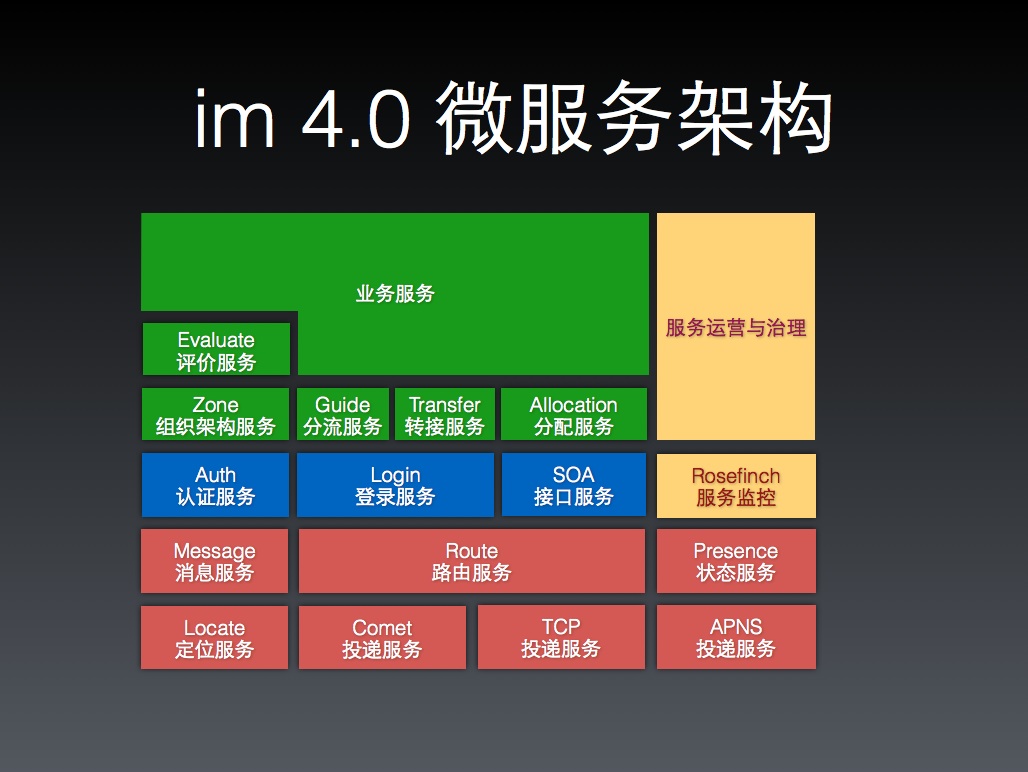 im 4.0 微服务架构
业务服务
服务运营与治理
Evaluate
评价服务
Zone
组织架构服务
Guide
分流服务
Transfer
转接服务
Allocation
分配服务
Auth
认证服务
Login
登录服务
SOA
接口服务
Rosefinch
服务监控
Message
消息服务
Route
路由服务
Presence
状态服务
Locate
定位服务
Comet
投递服务
TCP
投递服务
APNS
投递服务